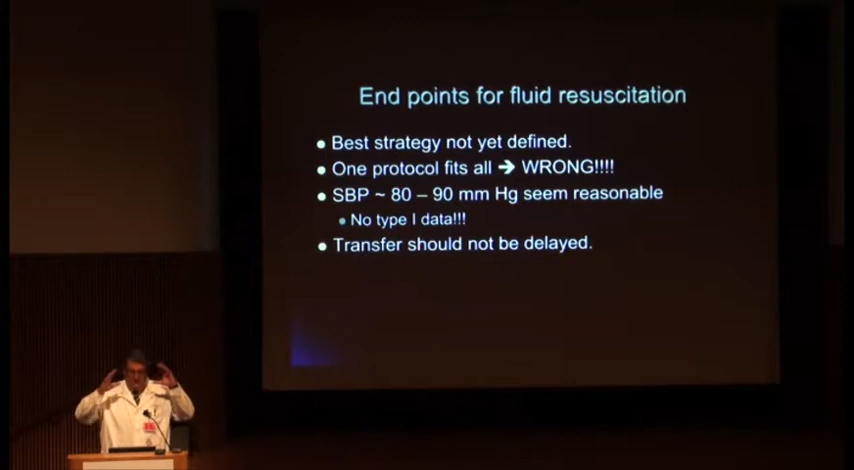 End points for fluid resuscitation
• Best strategy not yet defined.
• One protocol fits all ➔ WRONG!!!!
• SBP ~ 80 – 90 mm Hg seem reasonable
• No type I data!!!
• Transfer should not be delayed.